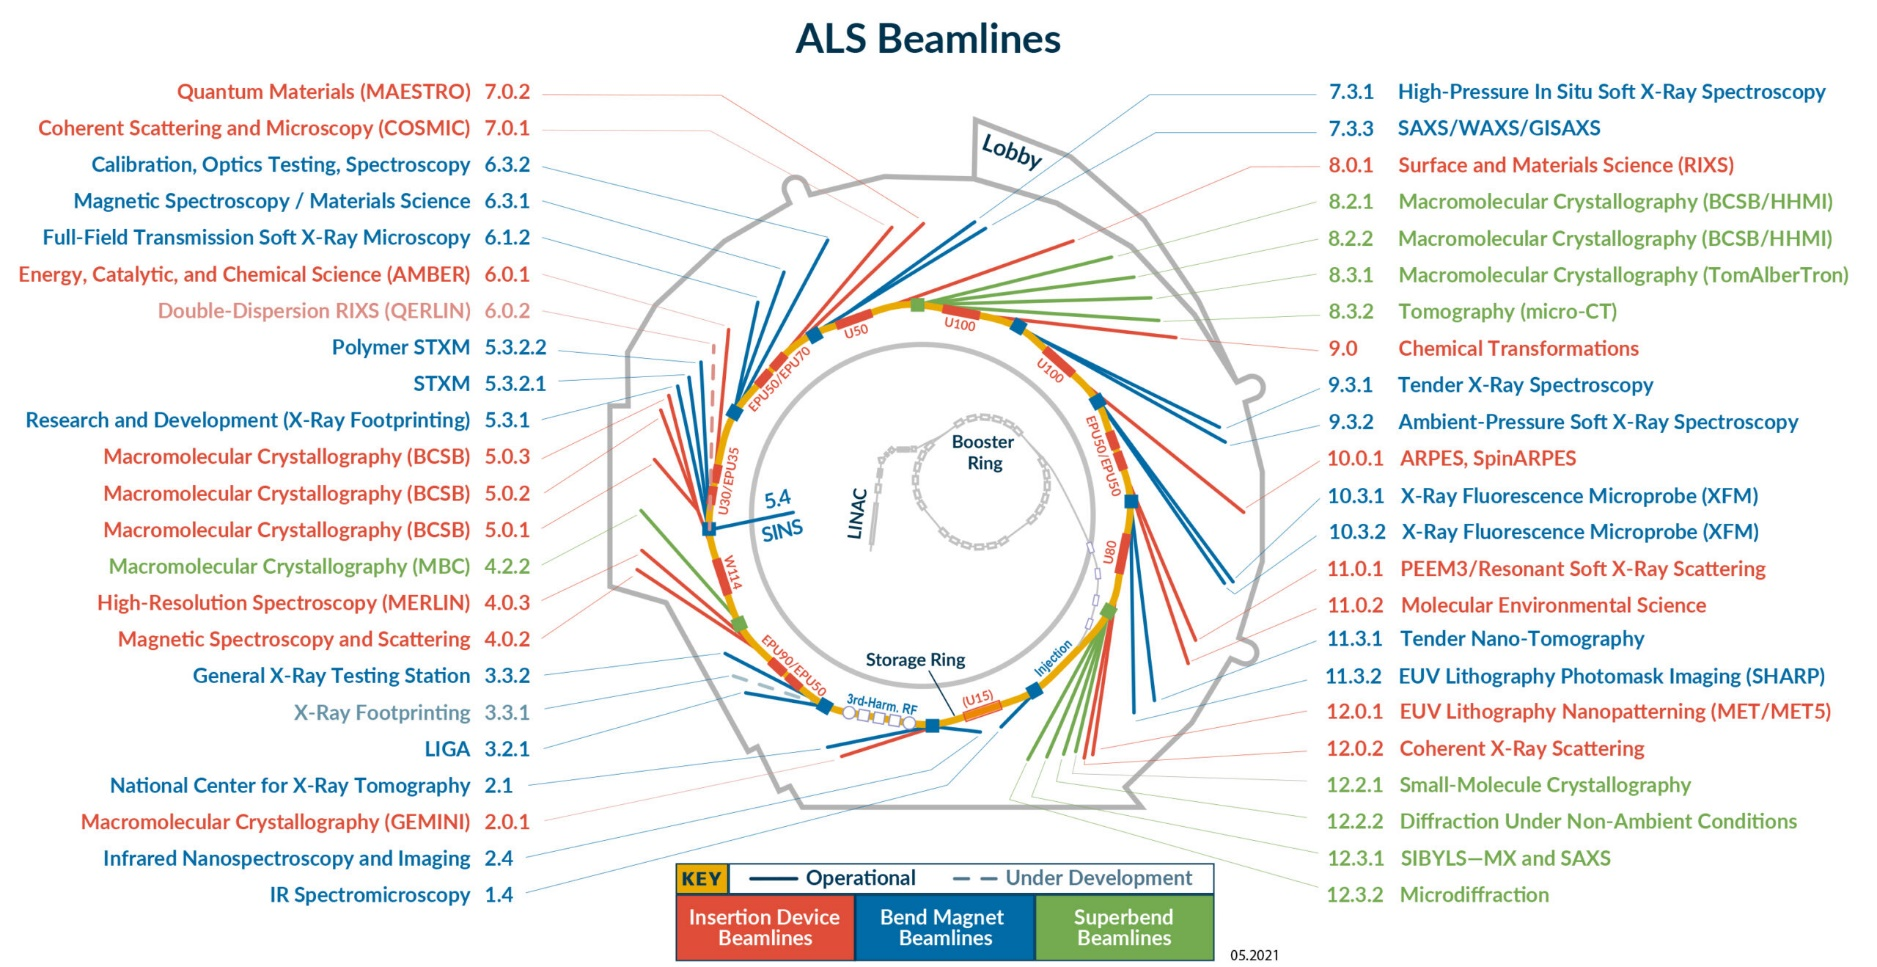 ALS Beamlines
Quantum Materials (MAESTRO) 7.0.2
Coherent Scattering and Microscopy (COSMIC) 7.0.1
Calibration, Optics Testing, Spectroscopy 6.3.2
Magnetic Spectroscopy / Materials Science 6.3.1
Full-Field Transmission Soft X-Ray Microscopy 6.1.2
Energy, Catalytic, and Chemical Science (AMBER) 6.0.1
Double-Dispersion RIXS (QERLIN) 6.0.2
Polymer STXM 5.3.2.2
STXM 5.3.2.1
Research and Development (X-Ray Footprinting) 5.3.1
Macromolecular Crystallography (BCSB) 5.0.3
Macromolecular Crystallography (BCSB) 5.0.2
Macromolecular Crystallography (BCSB) 5.0.1
Macromolecular Crystallography (MBC) 4.2.2
High-Resolution Spectroscopy (MERLIN) 4.0.3
Magnetic Spectroscopy and Scattering 4.0.2
General X-Ray Testing Station 3.3.2
X-Ray Footprinting 3.3.1
LIGA 3.2.1
National Center for X-Ray Tomography 2.1
Macromolecular Crystallography (GEMINI) 2.0.1
Infrared Nanospectroscopy and Imaging 2.4
IR Spectromicroscopy 1.4
Lobby
U50
U100
U100
EPU50/EPU70
EPU50/EPU50
U30/EPU35
5.4
SINS
LINAC
Booster
Ring
U80
W114
EPU90/EPU50
Storage Ring
Injection
3rd-Harm. RF
(U15)
7.3.1 High-Pressure In Situ Soft X-Ray Spectroscopy
7.3.3 SAXS/WAXS/GISAXS
8.0.1 Surface and Materials Science (RIXS)
8.2.1 Macromolecular Crystallography (BCSB/HHMI)
8.2.2 Macromolecular Crystallography (BCSB/HHMI)
8.3.1 Macromolecular Crystallography (TomAlberTron)
8.3.2 Tomography (micro-CT)
9.0 Chemical Transformations
9.3.1 Tender X-Ray Spectroscopy
9.3.2 Ambient-Pressure Soft X-Ray Spectroscopy
10.0.1 ARPES, SpinARPES
10.3.1 X-Ray Fluorescence Microprobe (XFM)
10.3.2 X-Ray Fluorescence Microprobe (XFM)
11.0.1 PEEM3/Resonant Soft X-Ray Scattering
11.0.2 Molecular Environmental Science
11.3.1 Tender Nano-Tomography
11.3.2 EUV Lithography Photomask Imaging (SHARP)
12.0.1 EUV Lithography Nanopatterning (MET/MET5)
12.0.2 Coherent X-Ray Scattering
12.2.1 Small-Molecule Crystallography
12.2.2 Diffraction Under Non-Ambient Conditions
12.3.1 SIBYLS—MX and SAXS
12.3.2 Microdiffraction
KEY Operational Under Development
Insertion Device
Beamlines
Bend Magnet
Beamlines
Superbend
Beamlines
05.2021